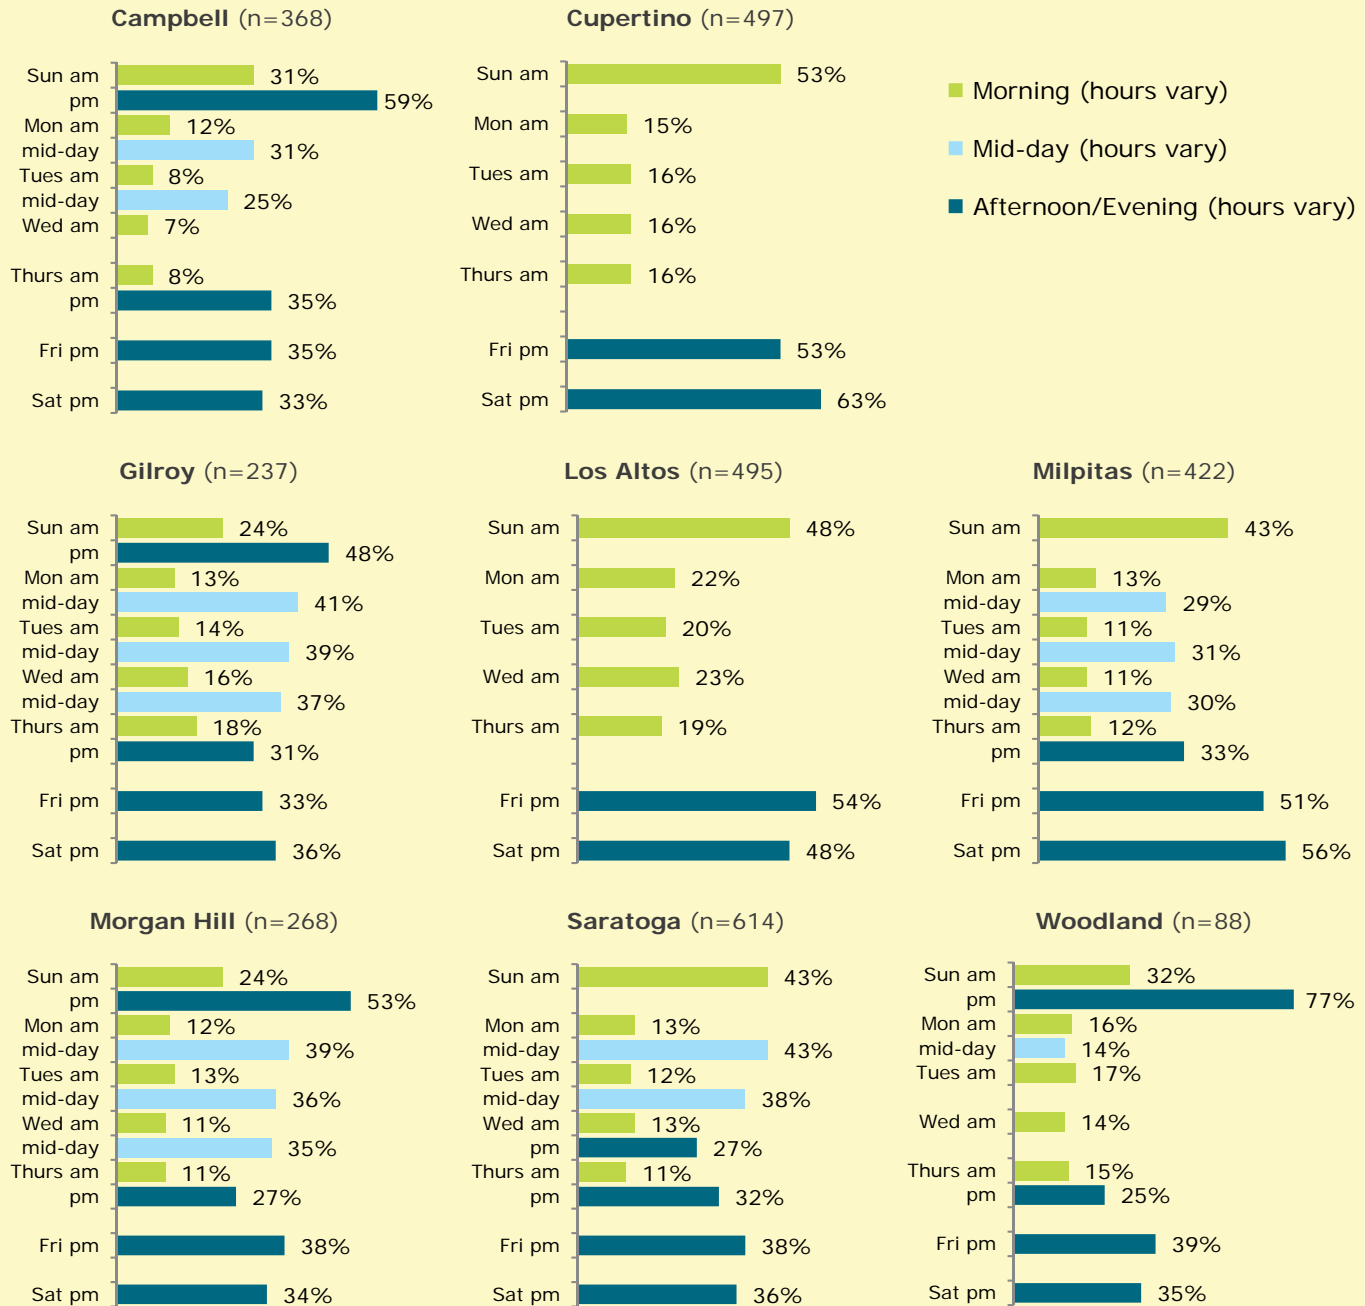 Campbell (n=368)
Sun am 31%
pm 59%
Mon am 12%
mid-day 31%
Tues am 8%
mid-day 25%
Wed am 7%
Thurs am 8%
pm 35%
Fri pm 35%
Sat pm 33%
Cupertino (n=497)
Sun am 53%
Mon am 15%
Tues am 16%
Wed am 16%
Thurs am 16%
Fri pm 53%
Sat pm 63%
Morning (hours vary)
Mid-day (hours vary)
Afternoon/Evening (hours vary)
Gilroy (n=237)
Sun am 24%
pm 48%
Mon am 13%
mid-day 41%
Tues am 14%
mid-day 39%
Wed am 16%
mid-day 37%
Thurs am 18%
pm 31%
Fri pm 33%
Sat pm 36%
Los Altos (n=495)
Sun am 48%
Mon am 22%
Tues am 20%
Wed am 23%
Thurs am 19%
Fri pm 54%
Sat pm 48%
Milpitas (n=422)
Sun am 43%
Mon am 13%
mid-day 29%
Tues am 11%
mid-day 31%
Wed am 11%
mid-day 30%
Thurs am 12%
pm 33%
Fri pm 51%
Sat pm 56%
Morgan Hill (n=268)
Sun am 24%
pm 53%
Mon am 12%
mid-day 39%
Tues am 13%
mid-day 36%
Wed am 11%
mid-day 35%
Thurs am 11%
pm 27%
Fri pm 38%
Sat pm 34%
Saratoga (n=614)
Sun am 43%
Mon am 13%
mid-day 43%
Tues am 12%
mid-day 38%
Wed am 13%
pm 27%
Thurs am 11%
pm 32%
Fri pm 38%
Sat pm 36%
Woodland (n=88)
Sun am 32%
pm 77%
Mon am 16%
mid-day 14%
Tues am 17%
Wed am 14%
Thurs am 15%
pm 25%
Fri pm 39%
Sat pm 35%